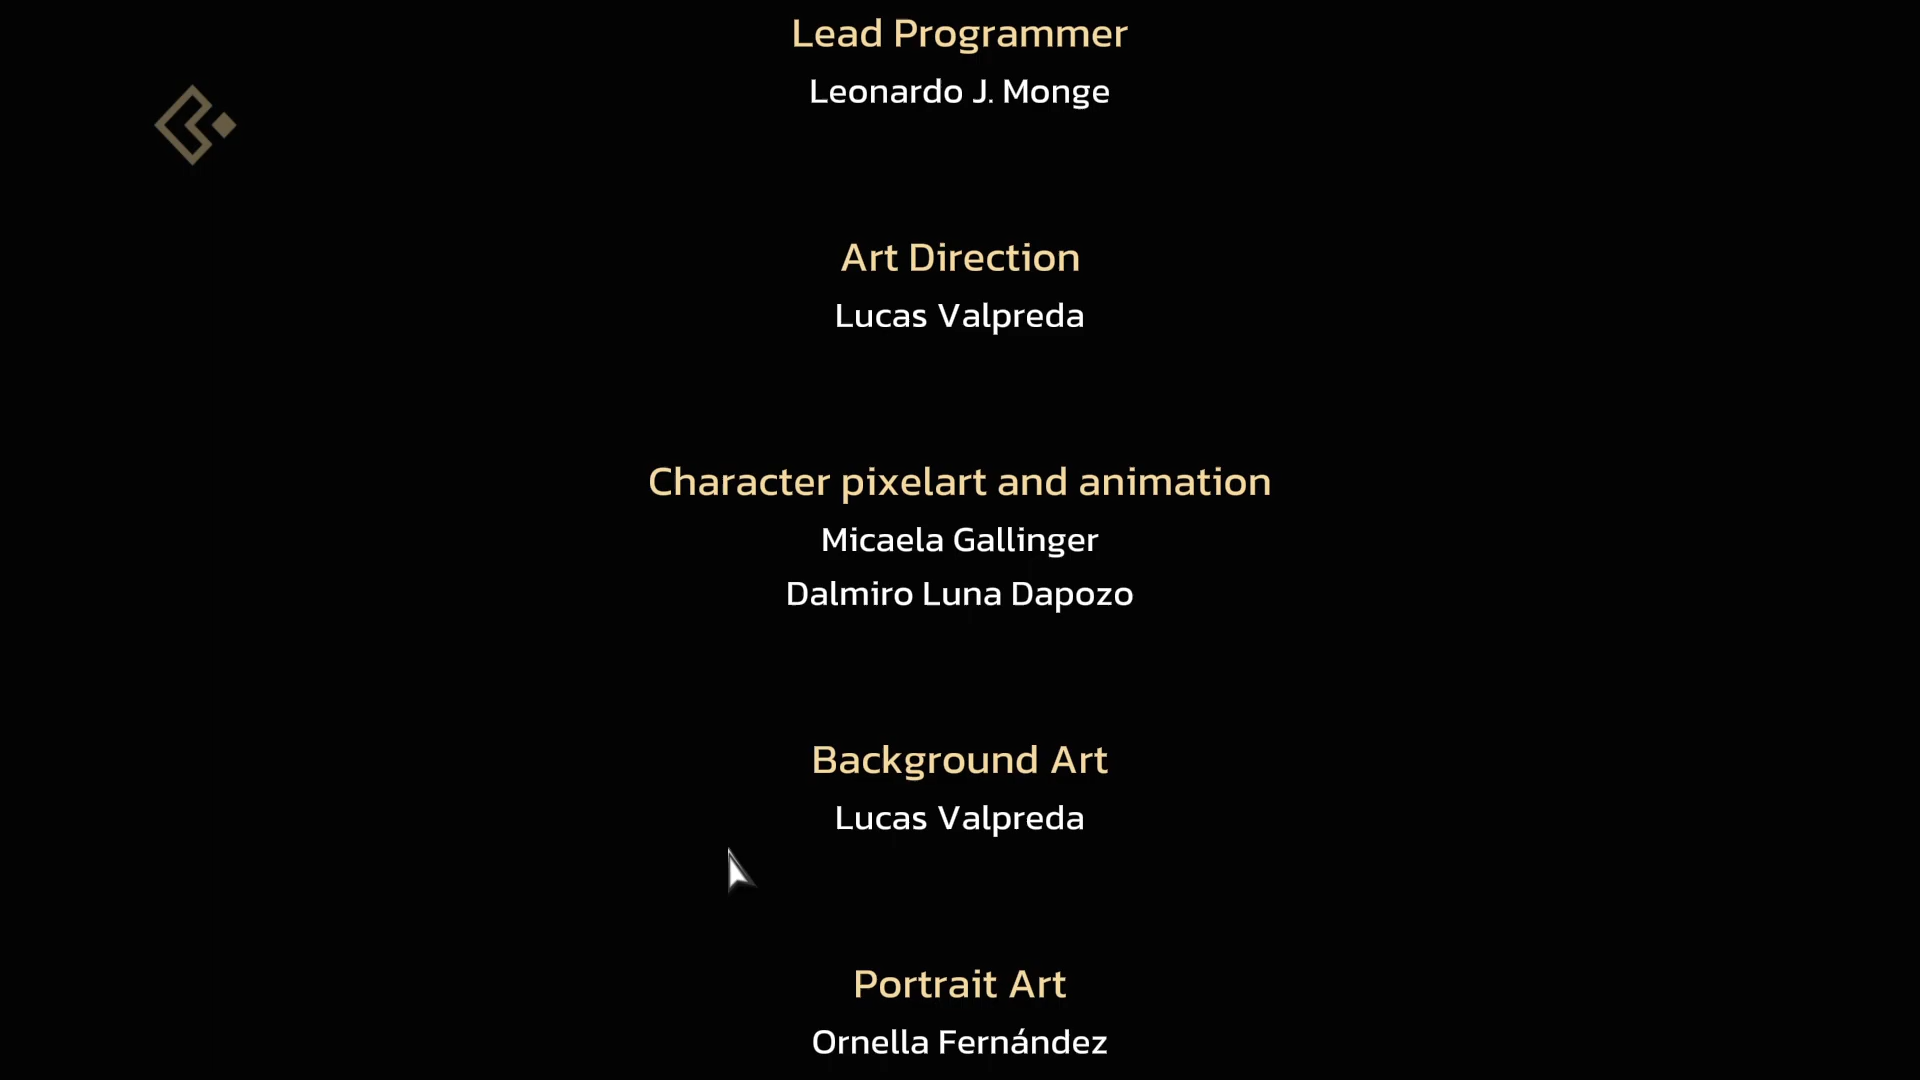 Lead Programmer
Leonardo J. Monge
Art Direction
Lucas Valpreda
Character pixelart and animation
Micaela Gallinger
Dalmiro Luna Dapozo
Background Art
Lucas Valpreda
Portrait Art
Ornella Fernández